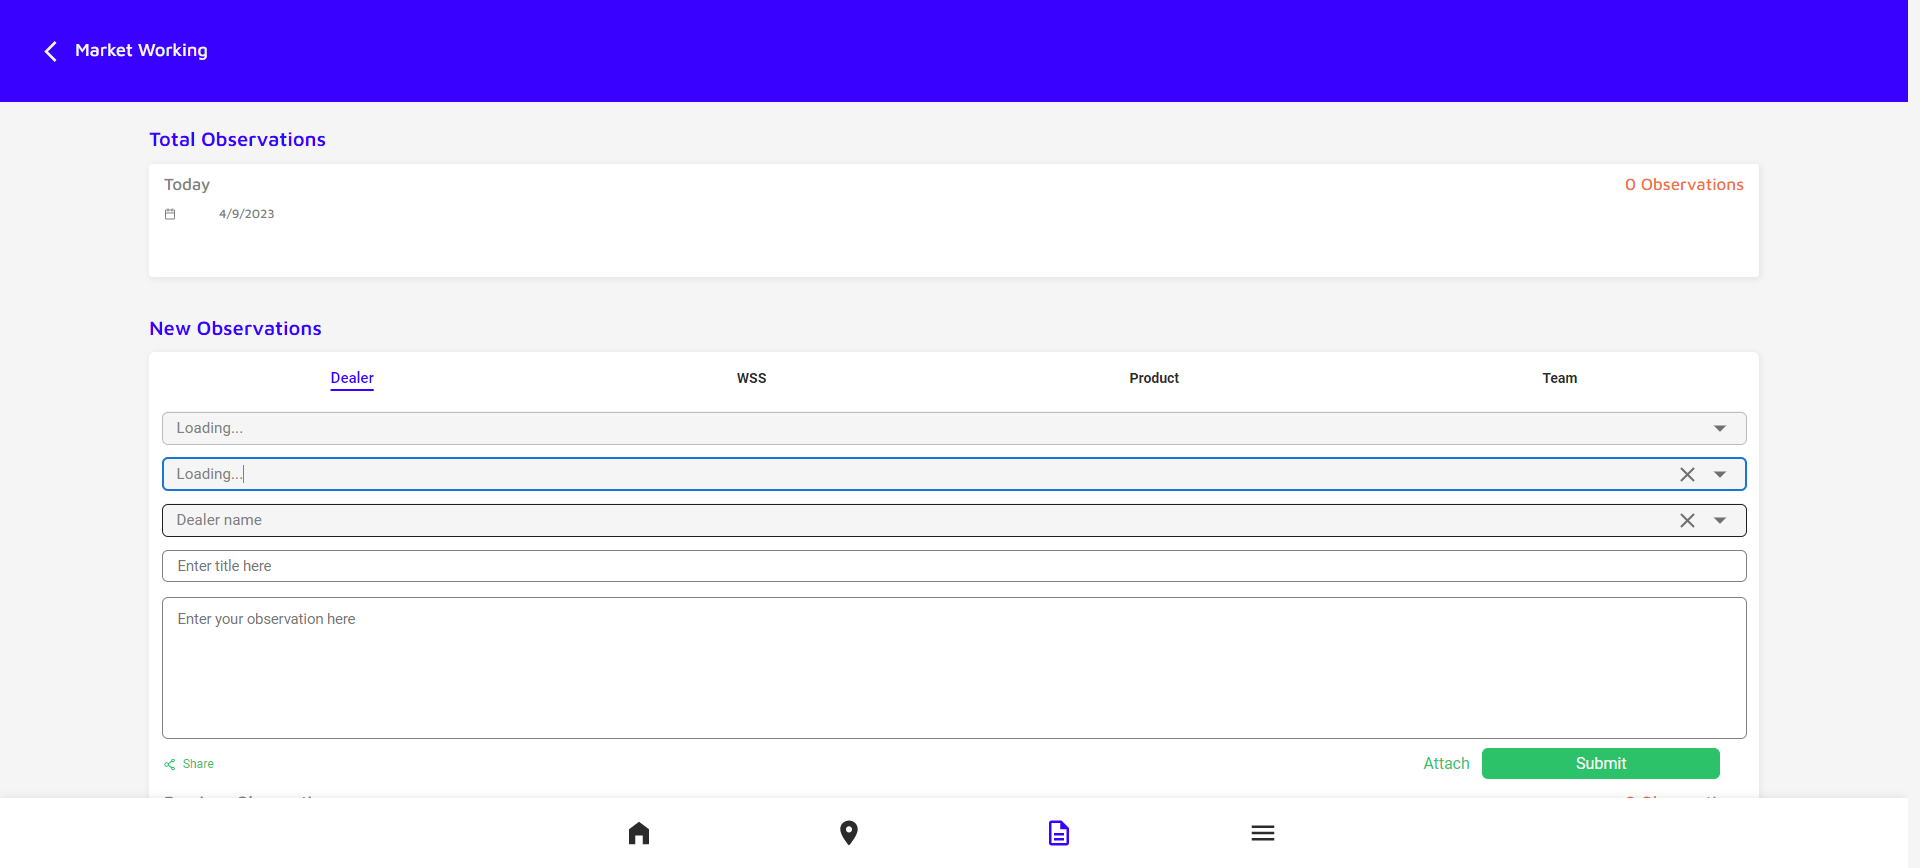 Market Working
Total Observations
Today
0 Observations
4/9/2023
New Observations
Dealer
WSS
Product
Team
Loading...
Loading...
Dealer name
Enter title here
Enter your observation here
Share
Attach
Submit